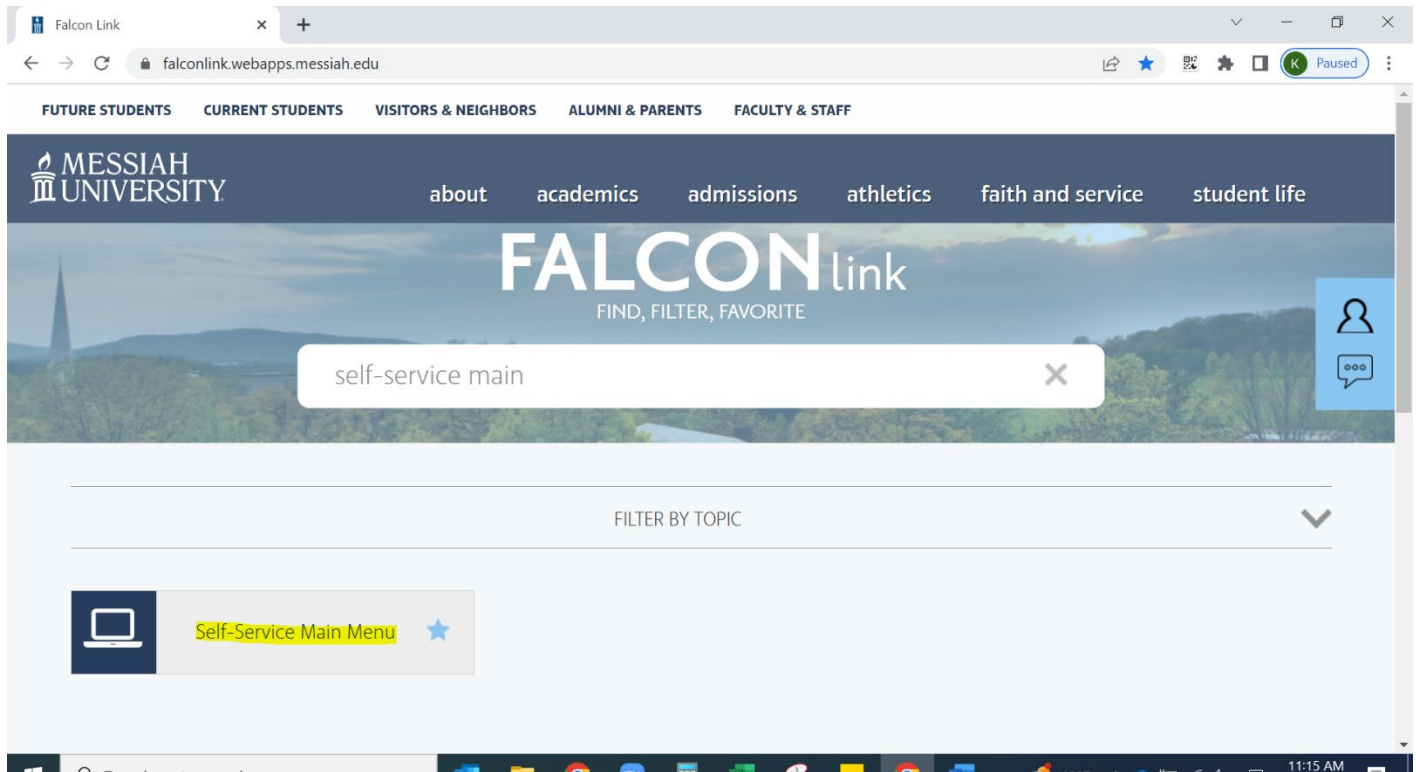 Falcon Link
falconlink.webapps.messiah.edu
K Paused
FUTURE STUDENTS CURRENT STUDENTS VISITORS & NEIGHBORS ALUMNI & PARENTS FACULTY & STAFF
MESSIAH
UNIVERSITY
about academics admissions athletics faith and service student life
FALCON link
FIND, FILTER, FAVORITE
self-service main
FILTER BY TOPIC
Self-Service Main Menu
11:15 AM